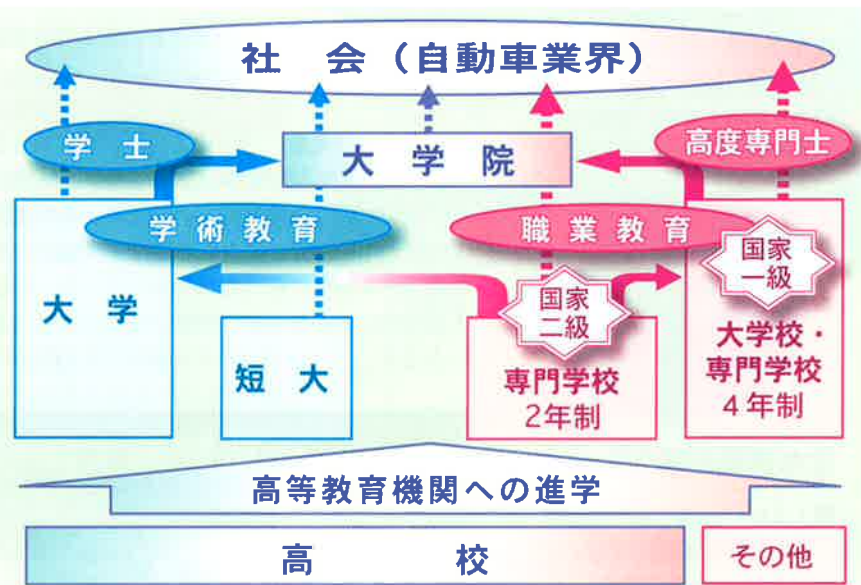 社 会（自動車業界）
学 士
大 学 院
高度専門士
学 術 教 育
職 業 教 育
国家
一級
大 学
短 大
国家
二級
専門学校
2年制
大学校・
専門学校
4年制
高等教育機関への進学
高 校
その他